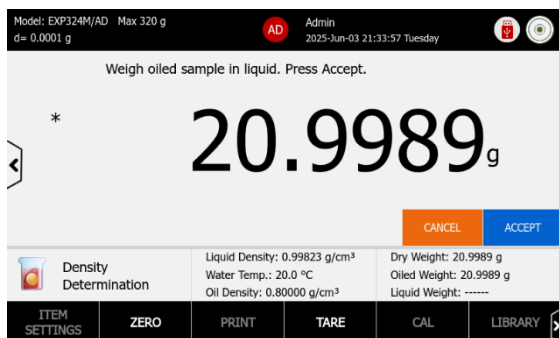 Model: EXP324M/AD Max 320 g
d= 0.0001 g
AD
Admin
2025-Jun-03 21:33:57 Tuesday
Weigh oiled sample in liquid. Press Accept.
*
20.9989 g
CANCEL
ACCEPT
Density
Determination
Liquid Density: 0.99823 g/cm³
Water Temp.: 20.0 °C
Oil Density: 0.80000 g/cm³
Dry Weight: 20.9989 g
Oiled Weight: 20.9989 g
Liquid Weight: ------
ITEM
SETTINGS
ZERO
PRINT
TARE
CAL
LIBRARY